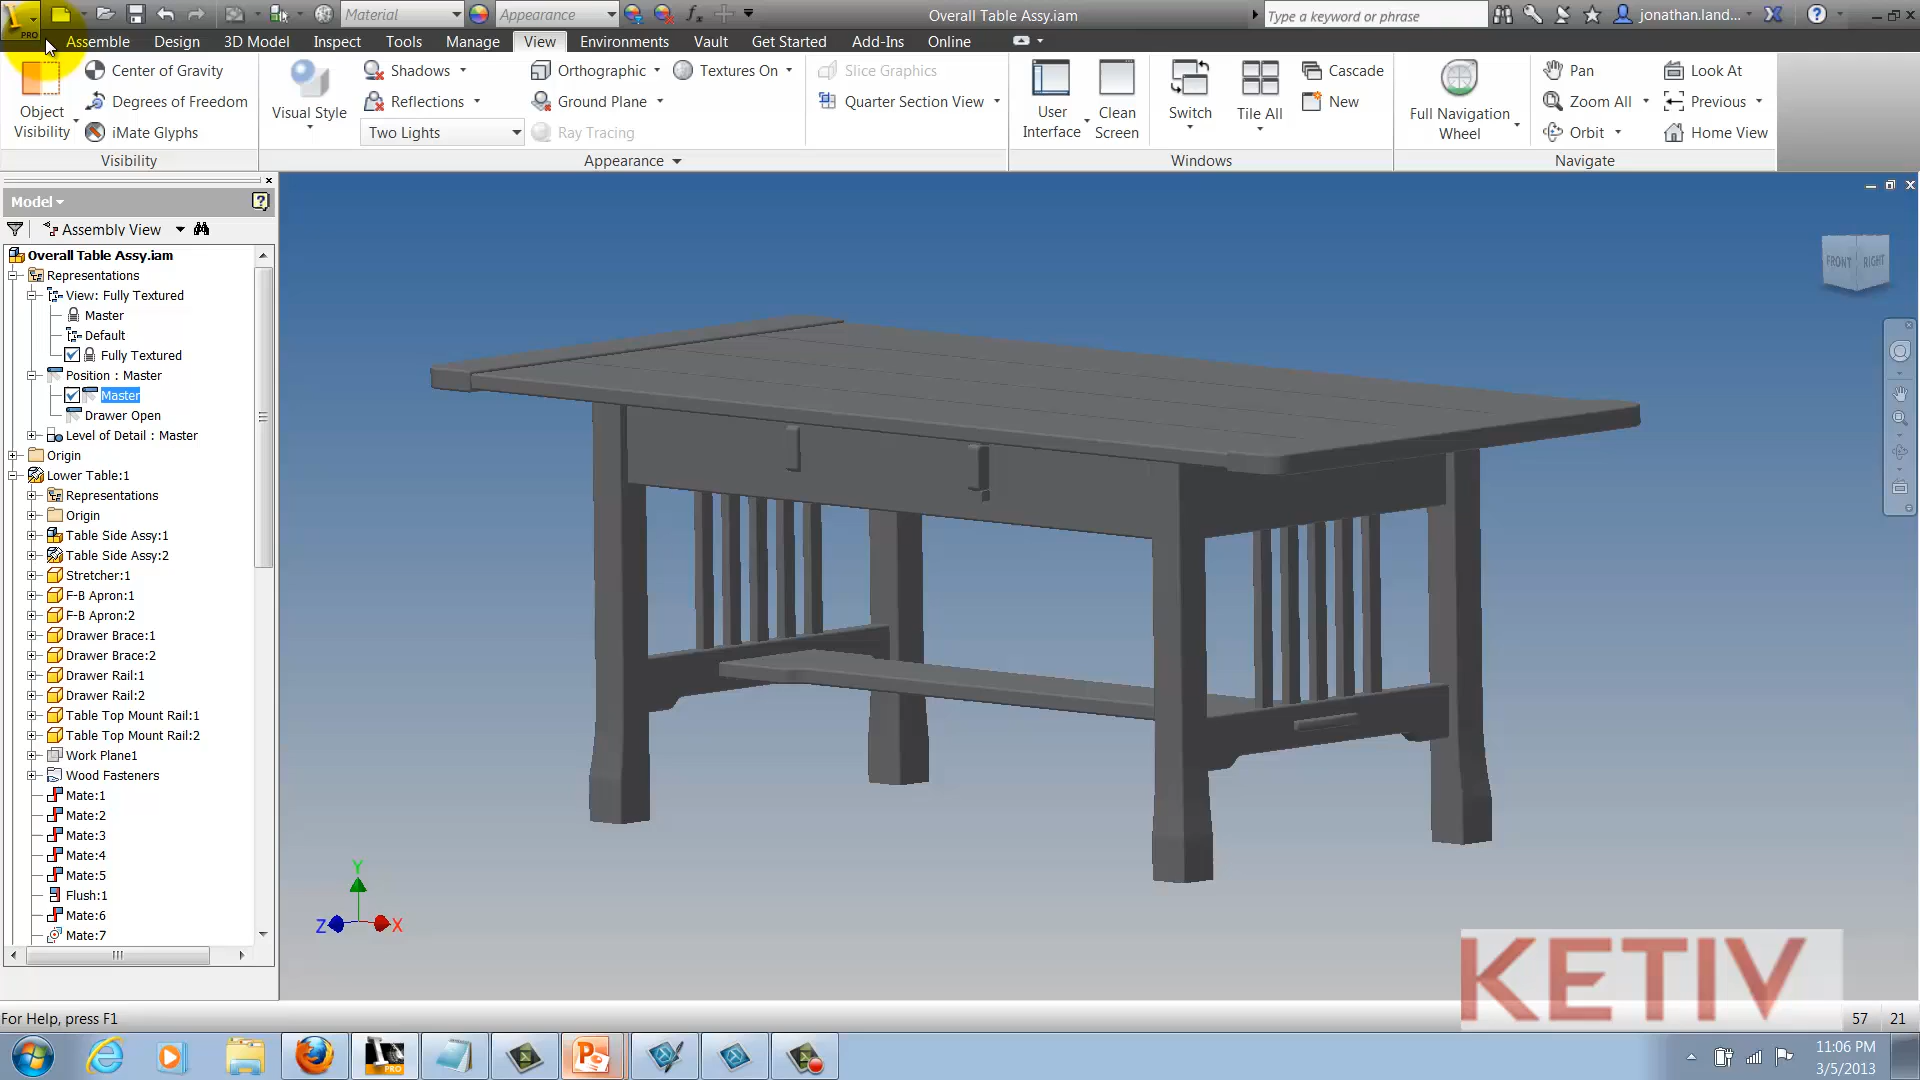 PRO
Material
Appearance
Overall Table Assy.iam
Type a keyword or phrase
jonathan.land...
Assemble
Design
3D Model
Inspect
Tools
Manage
View
Environments
Vault
Get Started
Add-Ins
Online
Object Visibility
Center of Gravity
Degrees of Freedom
iMate Glyphs
Visibility
Visual Style
Shadows
Reflections
Two Lights
Orthographic
Ground Plane
Ray Tracing
Textures On
Slice Graphics
Quarter Section View
Appearance
User Interface
Clean Screen
Switch
Tile All
Cascade
New
Windows
Full Navigation Wheel
Pan
Zoom All
Orbit
Look At
Previous
Home View
Navigate
Model
Assembly View
Overall Table Assy.iam
Representations
View: Fully Textured
Master
Default
Fully Textured
Position : Master
Master
Drawer Open
Level of Detail : Master
Origin
Lower Table:1
Representations
Origin
Table Side Assy:1
Table Side Assy:2
Stretcher:1
F-B Apron:1
F-B Apron:2
Drawer Brace:1
Drawer Brace:2
Drawer Rail:1
Drawer Rail:2
Table Top Mount Rail:1
Table Top Mount Rail:2
Work Plane1
Wood Fasteners
Mate:1
Mate:2
Mate:3
Mate:4
Mate:5
Flush:1
Mate:6
Mate:7
FRONT
RIGHT
Y
Z
X
KETIV
For Help, press F1
57
21
PRO
11:06 PM
3/5/2013